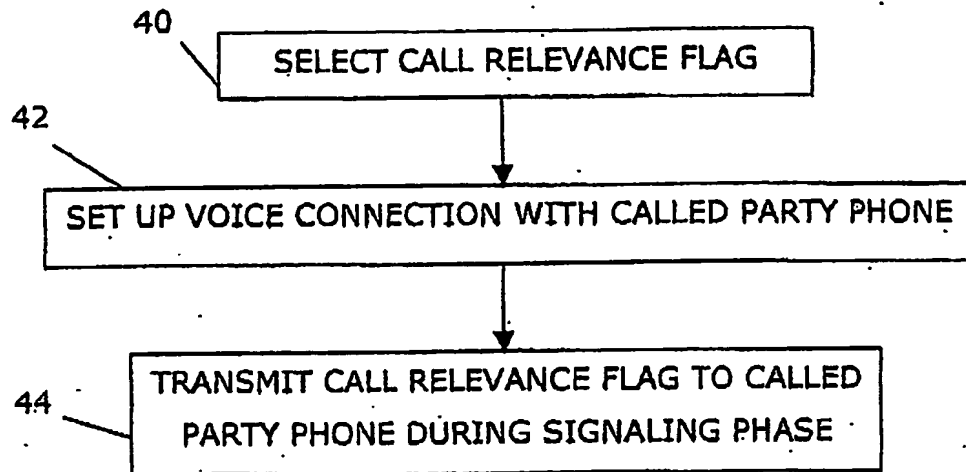 40
SELECT CALL RELEVANCE FLAG
42
SET UP VOICE CONNECTION WITH CALLED PARTY PHONE
44
TRANSMIT CALL RELEVANCE FLAG TO CALLED
PARTY PHONE DURING SIGNALING PHASE